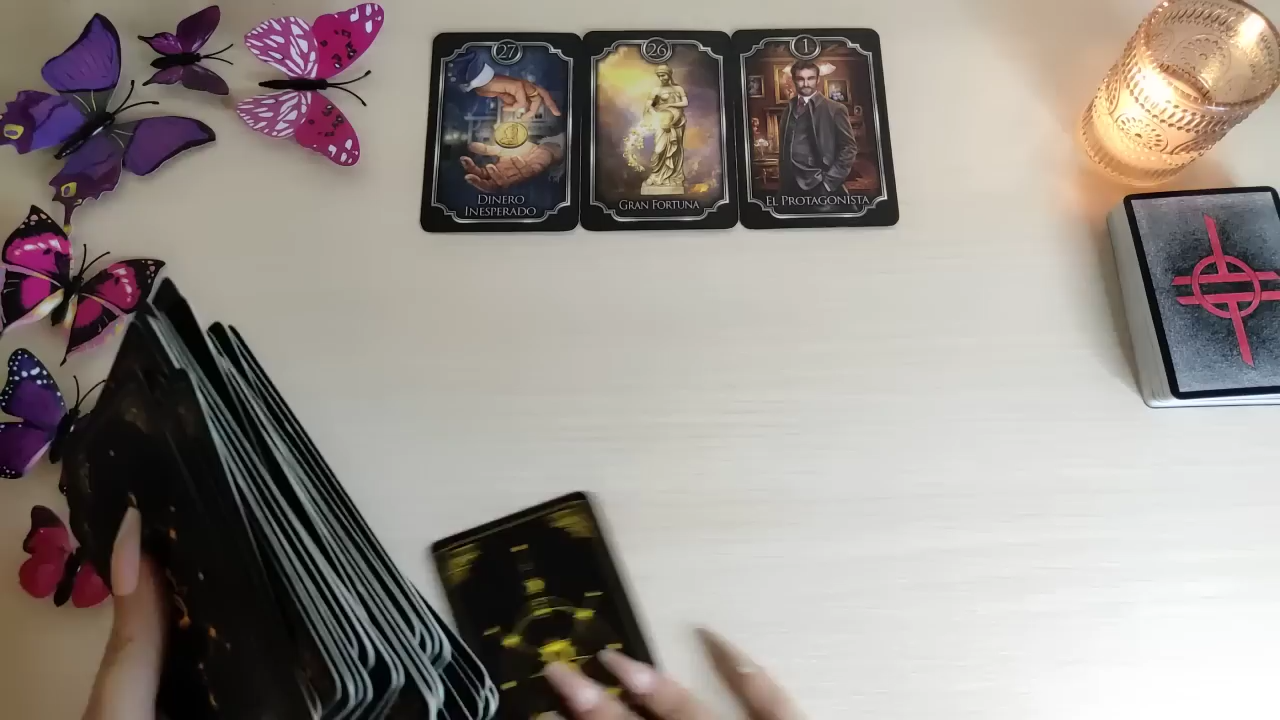 27
DINERO
INESPERADO
26
GRAN FORTUNA
1
EL PROTAGONISTA